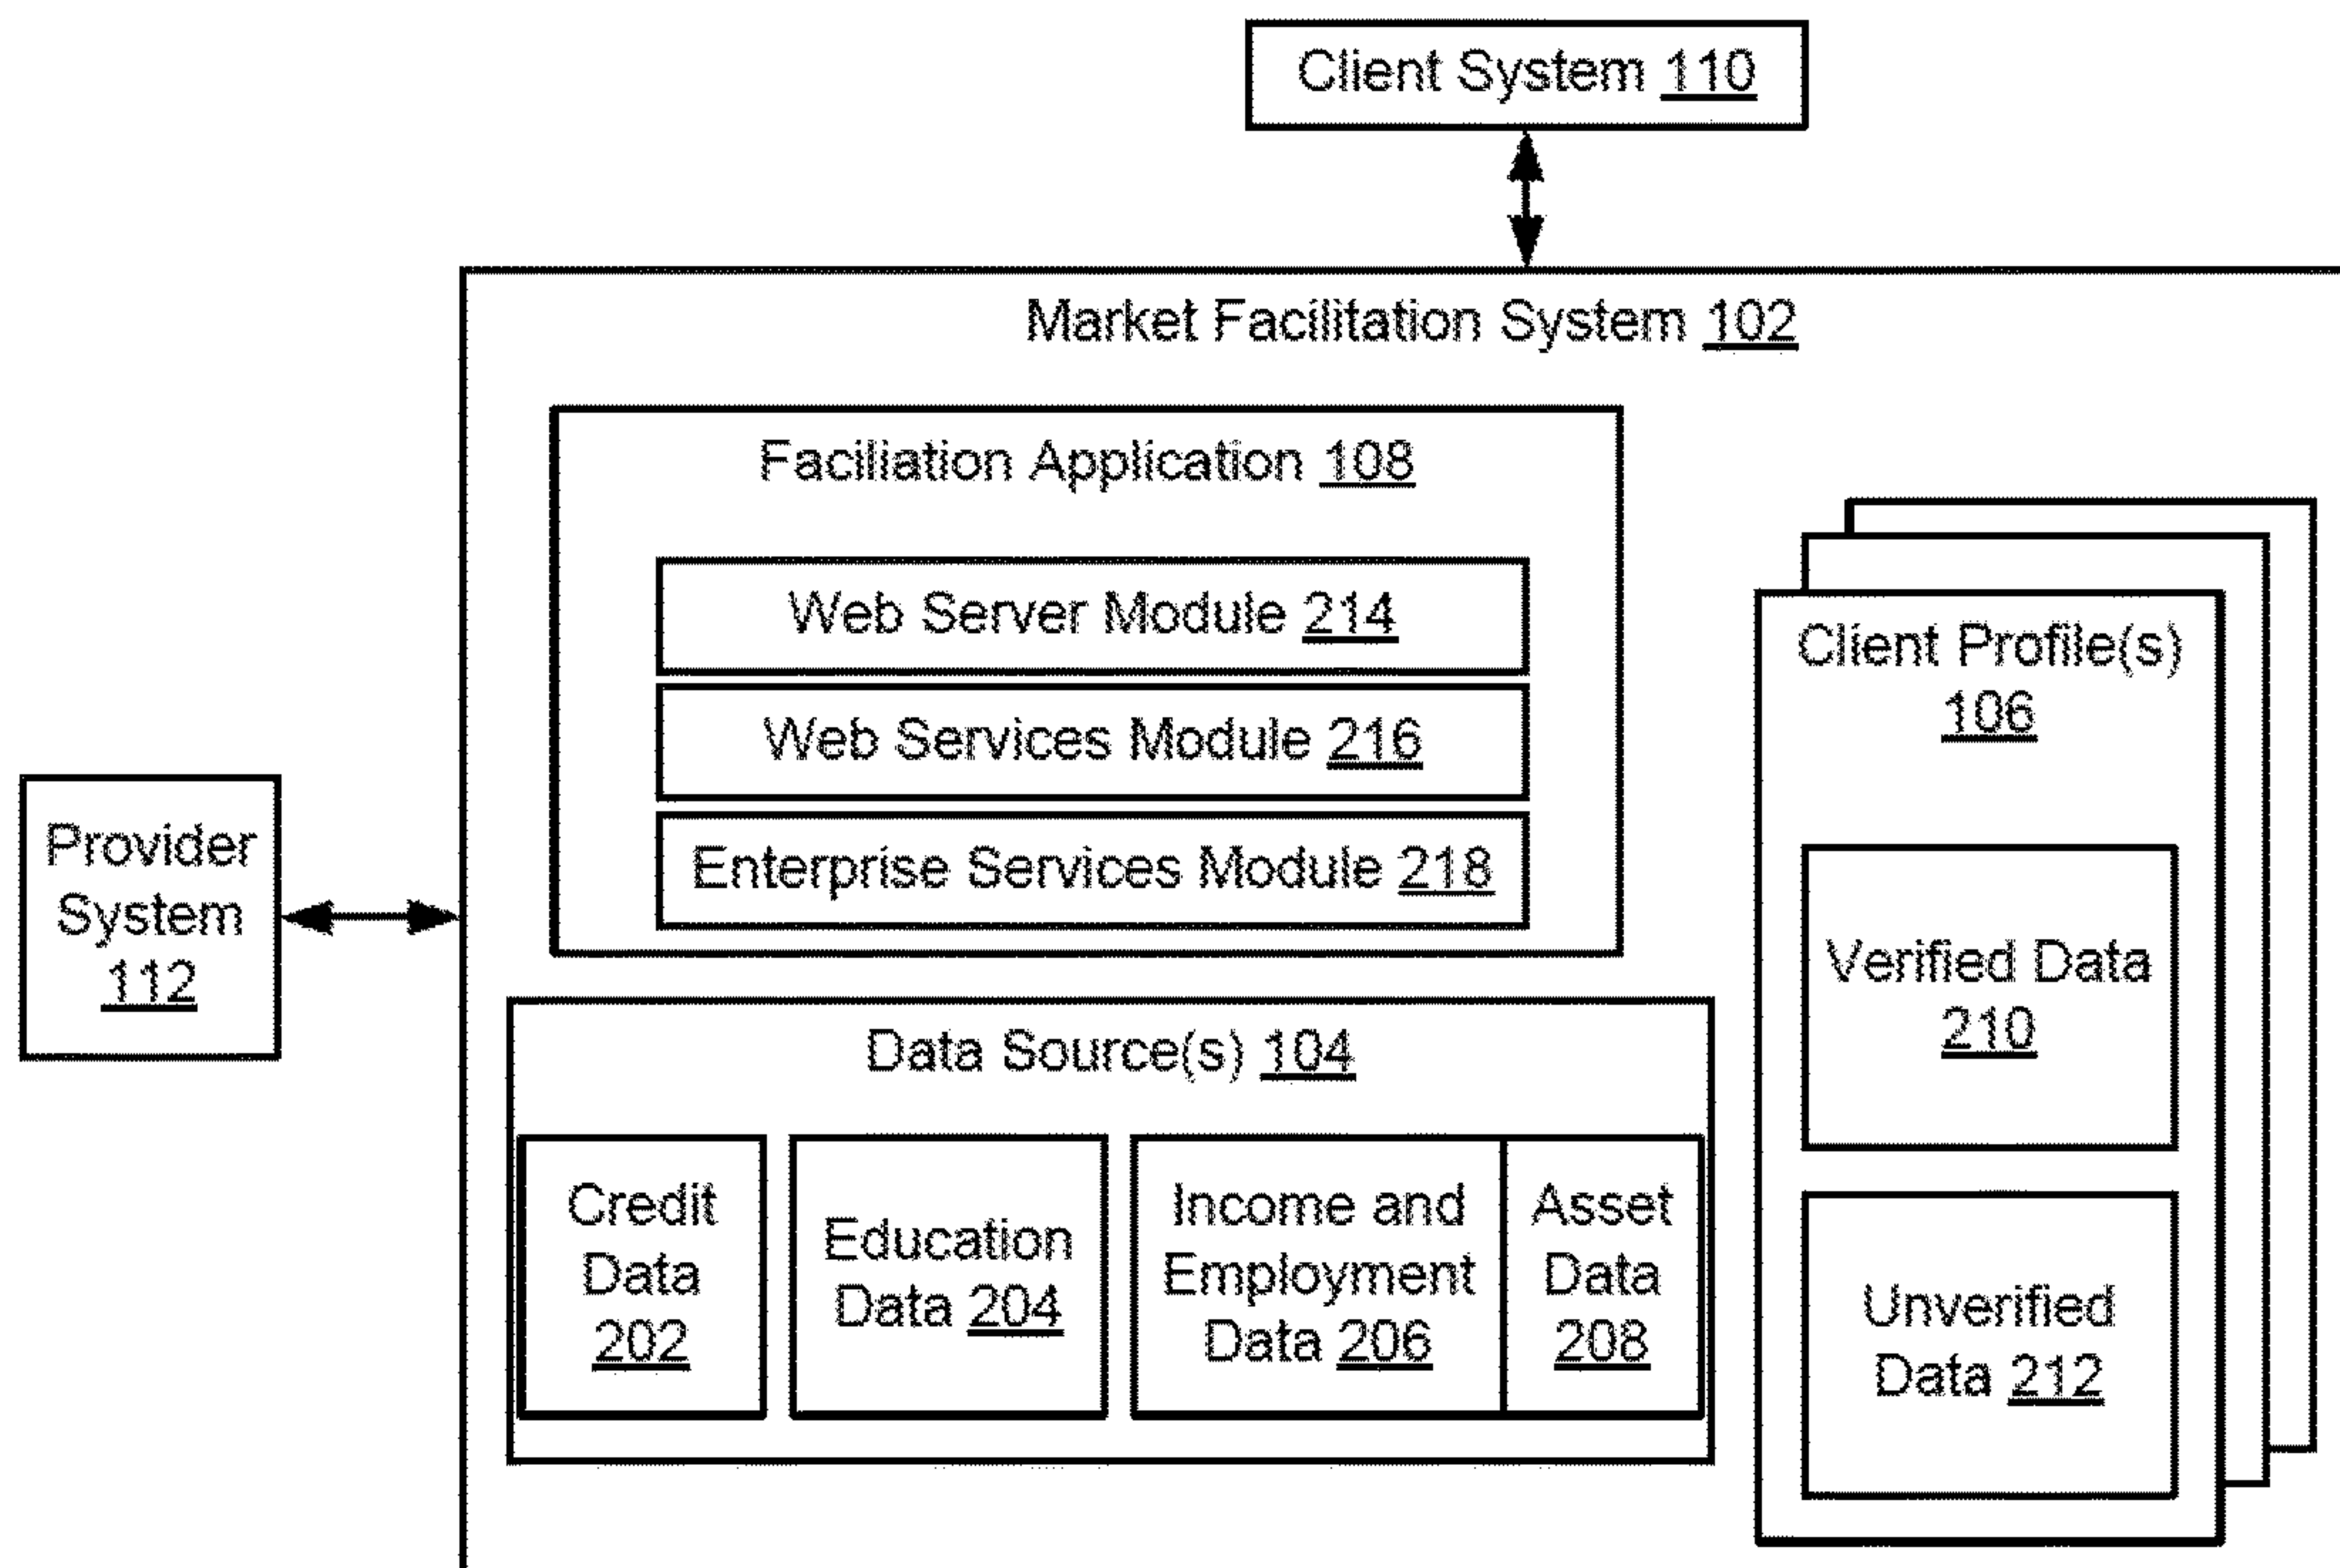 Client System 110
Market Facilitation System 102
Faciliation Application 108
Web Server Module 214
Web Services Module 216
Enterprise Services Module 218
Client Profile(s)
106
Verified Data
210
Unverified
Data 212
Provider
System
112
Data Source(s) 104
Credit
Data
202
Education
Data 204
Income and
Employment
Data 206
Asset
Data
208